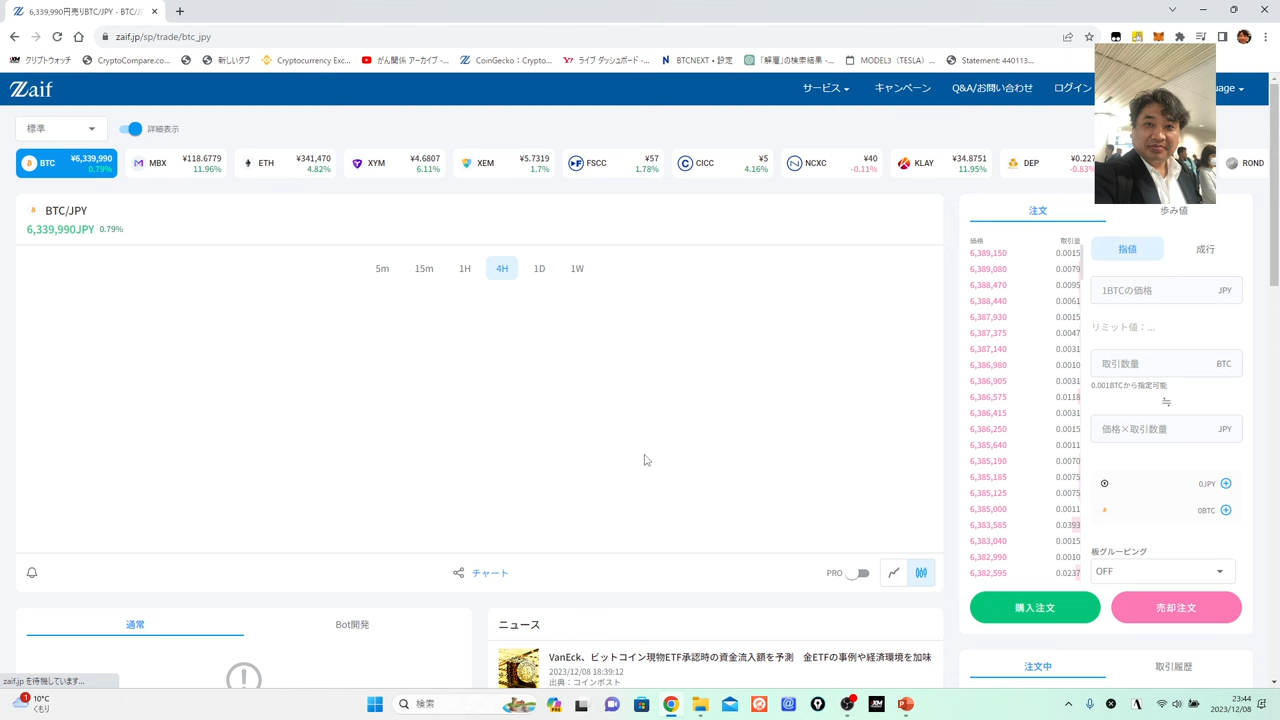 6,339,990円売りBTC/JPY - BTC/JP
zaif.jp/sp/trade/btc_jpy
クリプトウォッチ CryptoCompare.co... 新しいタブ Cryptocurrency Exc... がん関係 アーカイブ -... CoinGecko : Crypto... ライブ ダッシュボード -... BTCNEXT • 設定 「解雇」の検索結果 -... MODEL3（TESLA）... Statement: 440113...
Zaif
サービス キャンペーン Q&A/お問い合わせ ログイン uage
標準 詳細表示
BTC ¥6,339,990 MBX ¥118.6779 ETH ¥341,470 XYM ¥4.6807 XEM ¥5.7319 FSCC ¥57 CICC ¥5 NCXC ¥40 KLAY ¥34.8751 DEP ¥0.227 ROND
0.79% 11.96% 4.82% 6.11% 1.7% 1.78% 4.16% -0.11% 11.95% -0.83%
BTC/JPY
6,339,990JPY 0.79%
5m 15m 1H 4H 1D 1W
チャート
PRO
注文 歩み値
価格 取引量
6,389,150 0.0015
6,389,080 0.0079
6,388,470 0.0095
6,388,440 0.0061
6,387,930 0.0015
6,387,375 0.0047
6,387,140 0.0031
6,386,980 0.0010
6,386,905 0.0031
6,386,575 0.0118
6,386,415 0.0031
6,386,250 0.0015
6,385,640 0.0011
6,385,190 0.0070
6,385,185 0.0075
6,385,125 0.0075
6,385,000 0.0011
6,383,585 0.0393
6,383,040 0.0015
6,382,990 0.0010
6,382,595 0.0237
指値 成行
1BTCの価格 JPY
リミット値：...
取引数量 BTC
0.001BTCから指定可能
価格×取引数量 JPY
0JPY
0BTC
板グルーピング
OFF
購入注文 売却注文
通常 Bot開発
ニュース
VanEck、ビットコイン現物ETF承認時の資金流入額を予測 金ETFの事例や経済環境を加味
2023/12/08 18:39:12
出典：コインポスト
注文中 取引履歴
zaif.jp を待機しています...
1
10°C
くもり
検索
A
23:44
2023/12/08